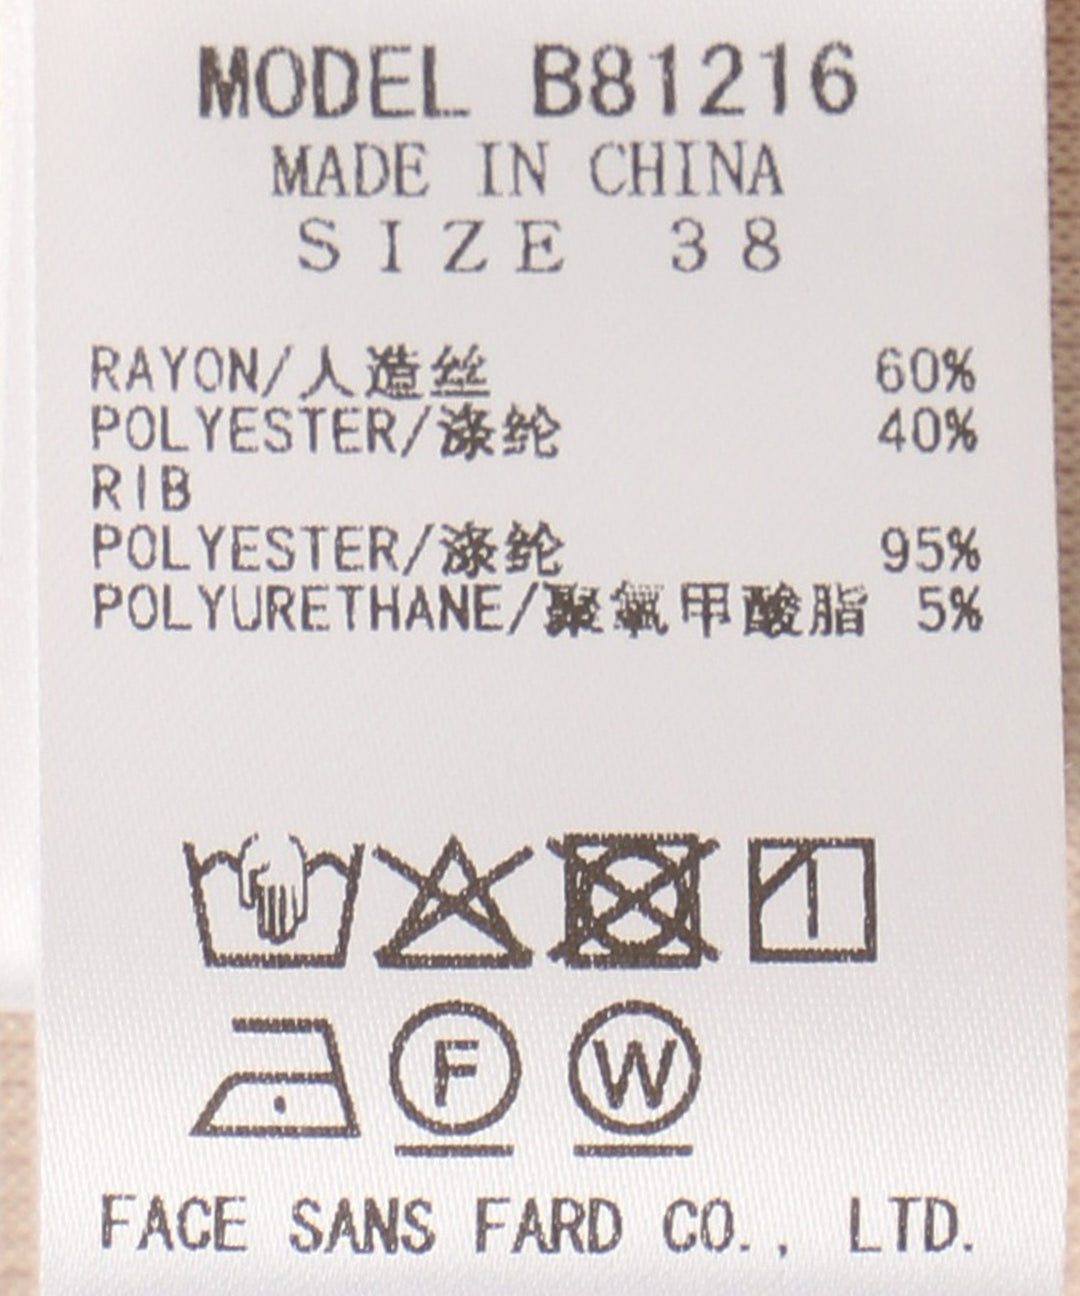 MODEL B81216
MADE IN CHINA
SIZE 38
RAYON/人造丝 60%
POLYESTER/涤纶 40%
RIB
POLYESTER/涤纶 95%
POLYURETHANE/聚氨甲酸脂 5%
F W
FACE SANS FARD CO., LTD.